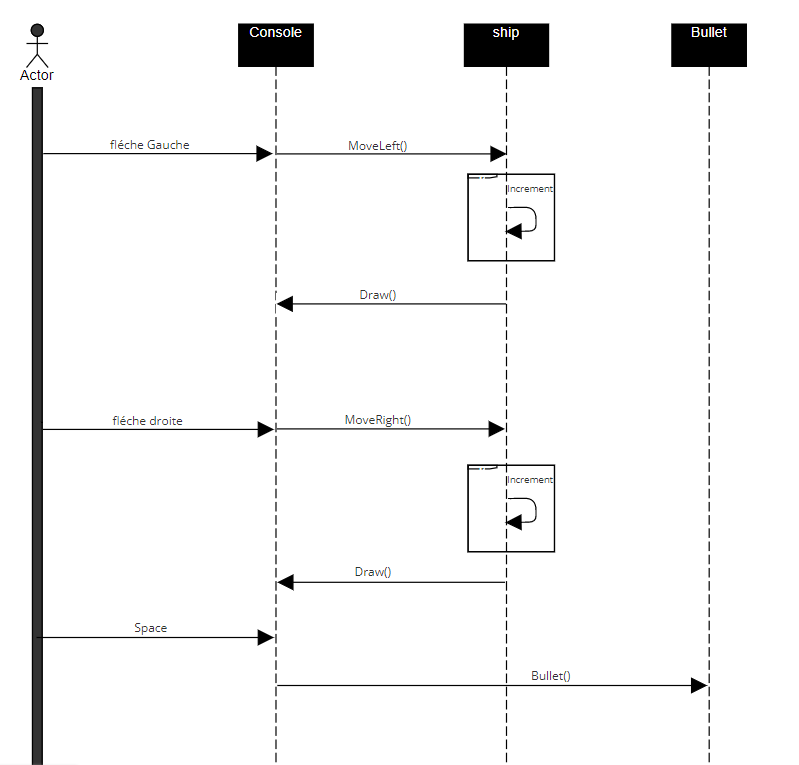 Console
ship
Bullet
Actor
fléche Gauche
MoveLeft()
Increment
Draw()
fléche droite
MoveRight()
Increment
Draw()
Space
Bullet()